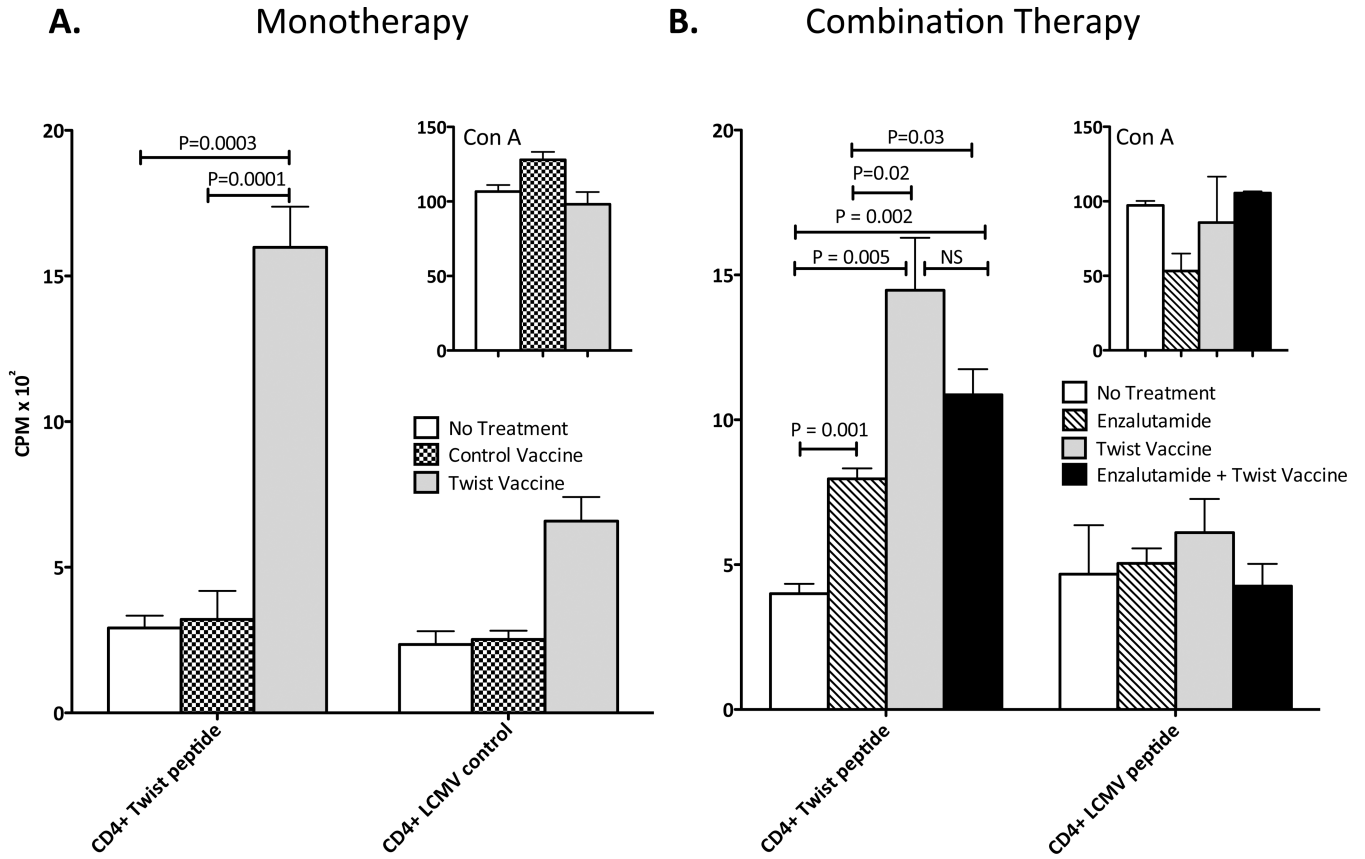 A.
Monotherapy
B.
Combination Therapy
CPM x 10²
20
15
10
5
0
P=0.0003
P=0.0001
Con A
150
100
50
0
No Treatment
Control Vaccine
Twist Vaccine
CD4+ Twist peptide
CD4+ LCMV control
20
15
10
5
0
P=0.03
P=0.02
P = 0.002
P = 0.005
NS
P = 0.001
Con A
150
100
50
0
No Treatment
Enzalutamide
Twist Vaccine
Enzalutamide + Twist Vaccine
CD4+ Twist peptide
CD4+ LCMV peptide